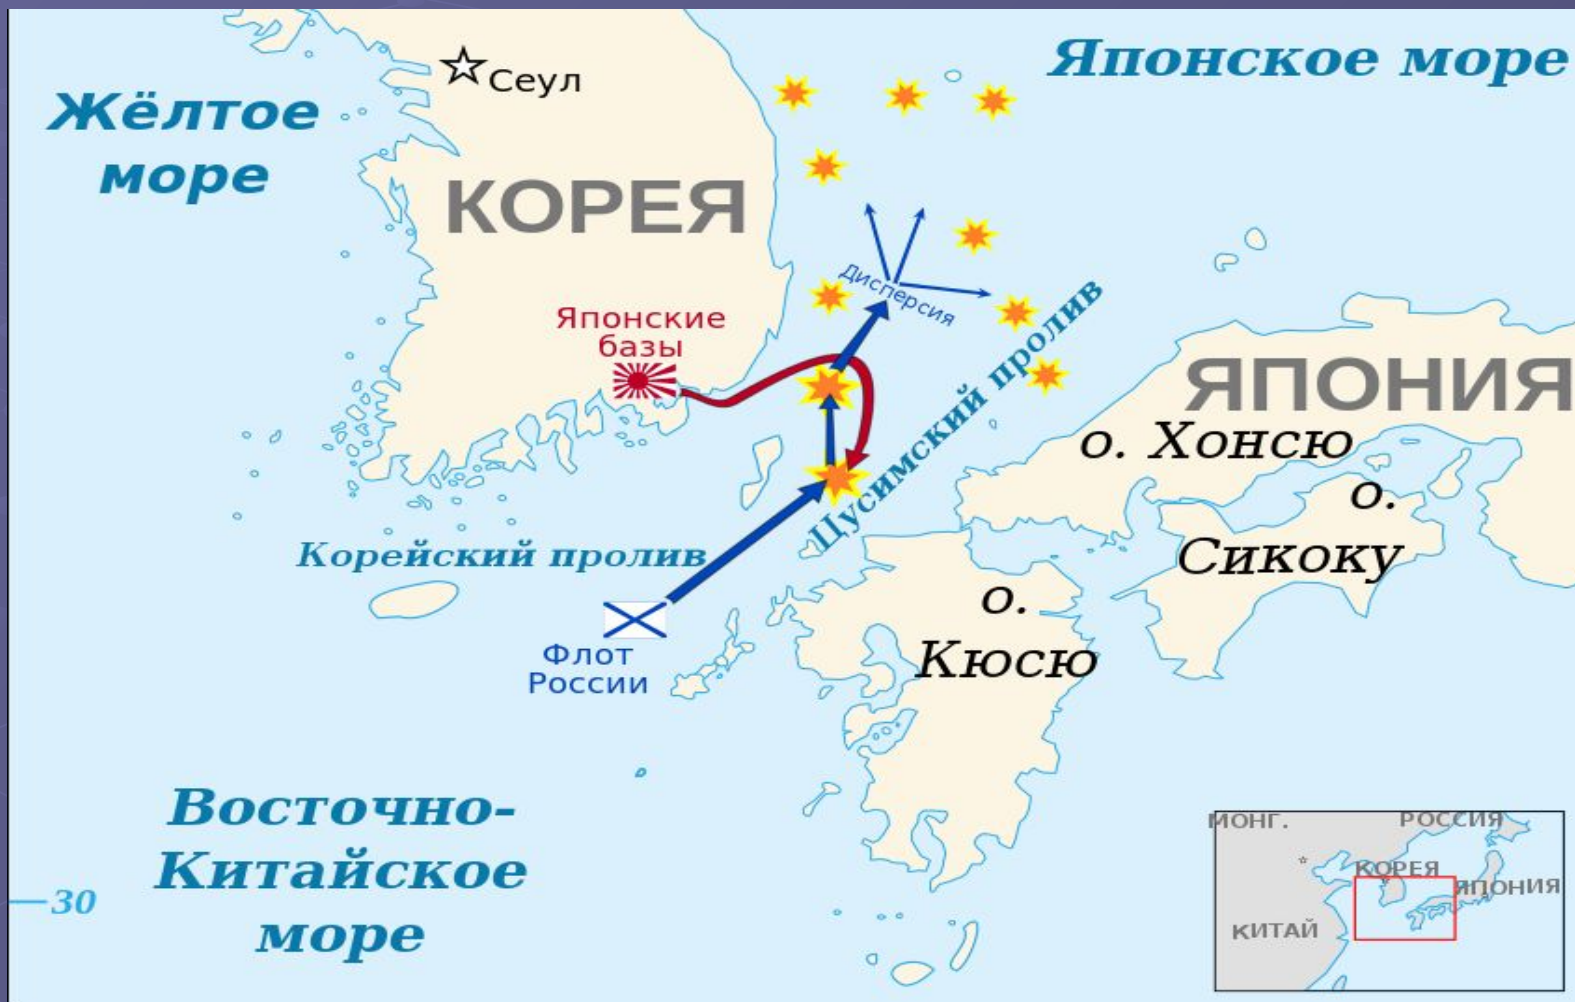 Японское море
Сеул
Жёлтое
море
КОРЕЯ
Дисперсия
Японские
базы
Цусимский пролив
ЯПОНИЯ
о. Хонсю
о.
Сикоку
Корейский пролив
о.
Кюсю
Флот
России
Восточно-
Китайское
море
30
МОНГ.
РОССИЯ
КОРЕЯ
ЯПОНИЯ
КИТАЙ